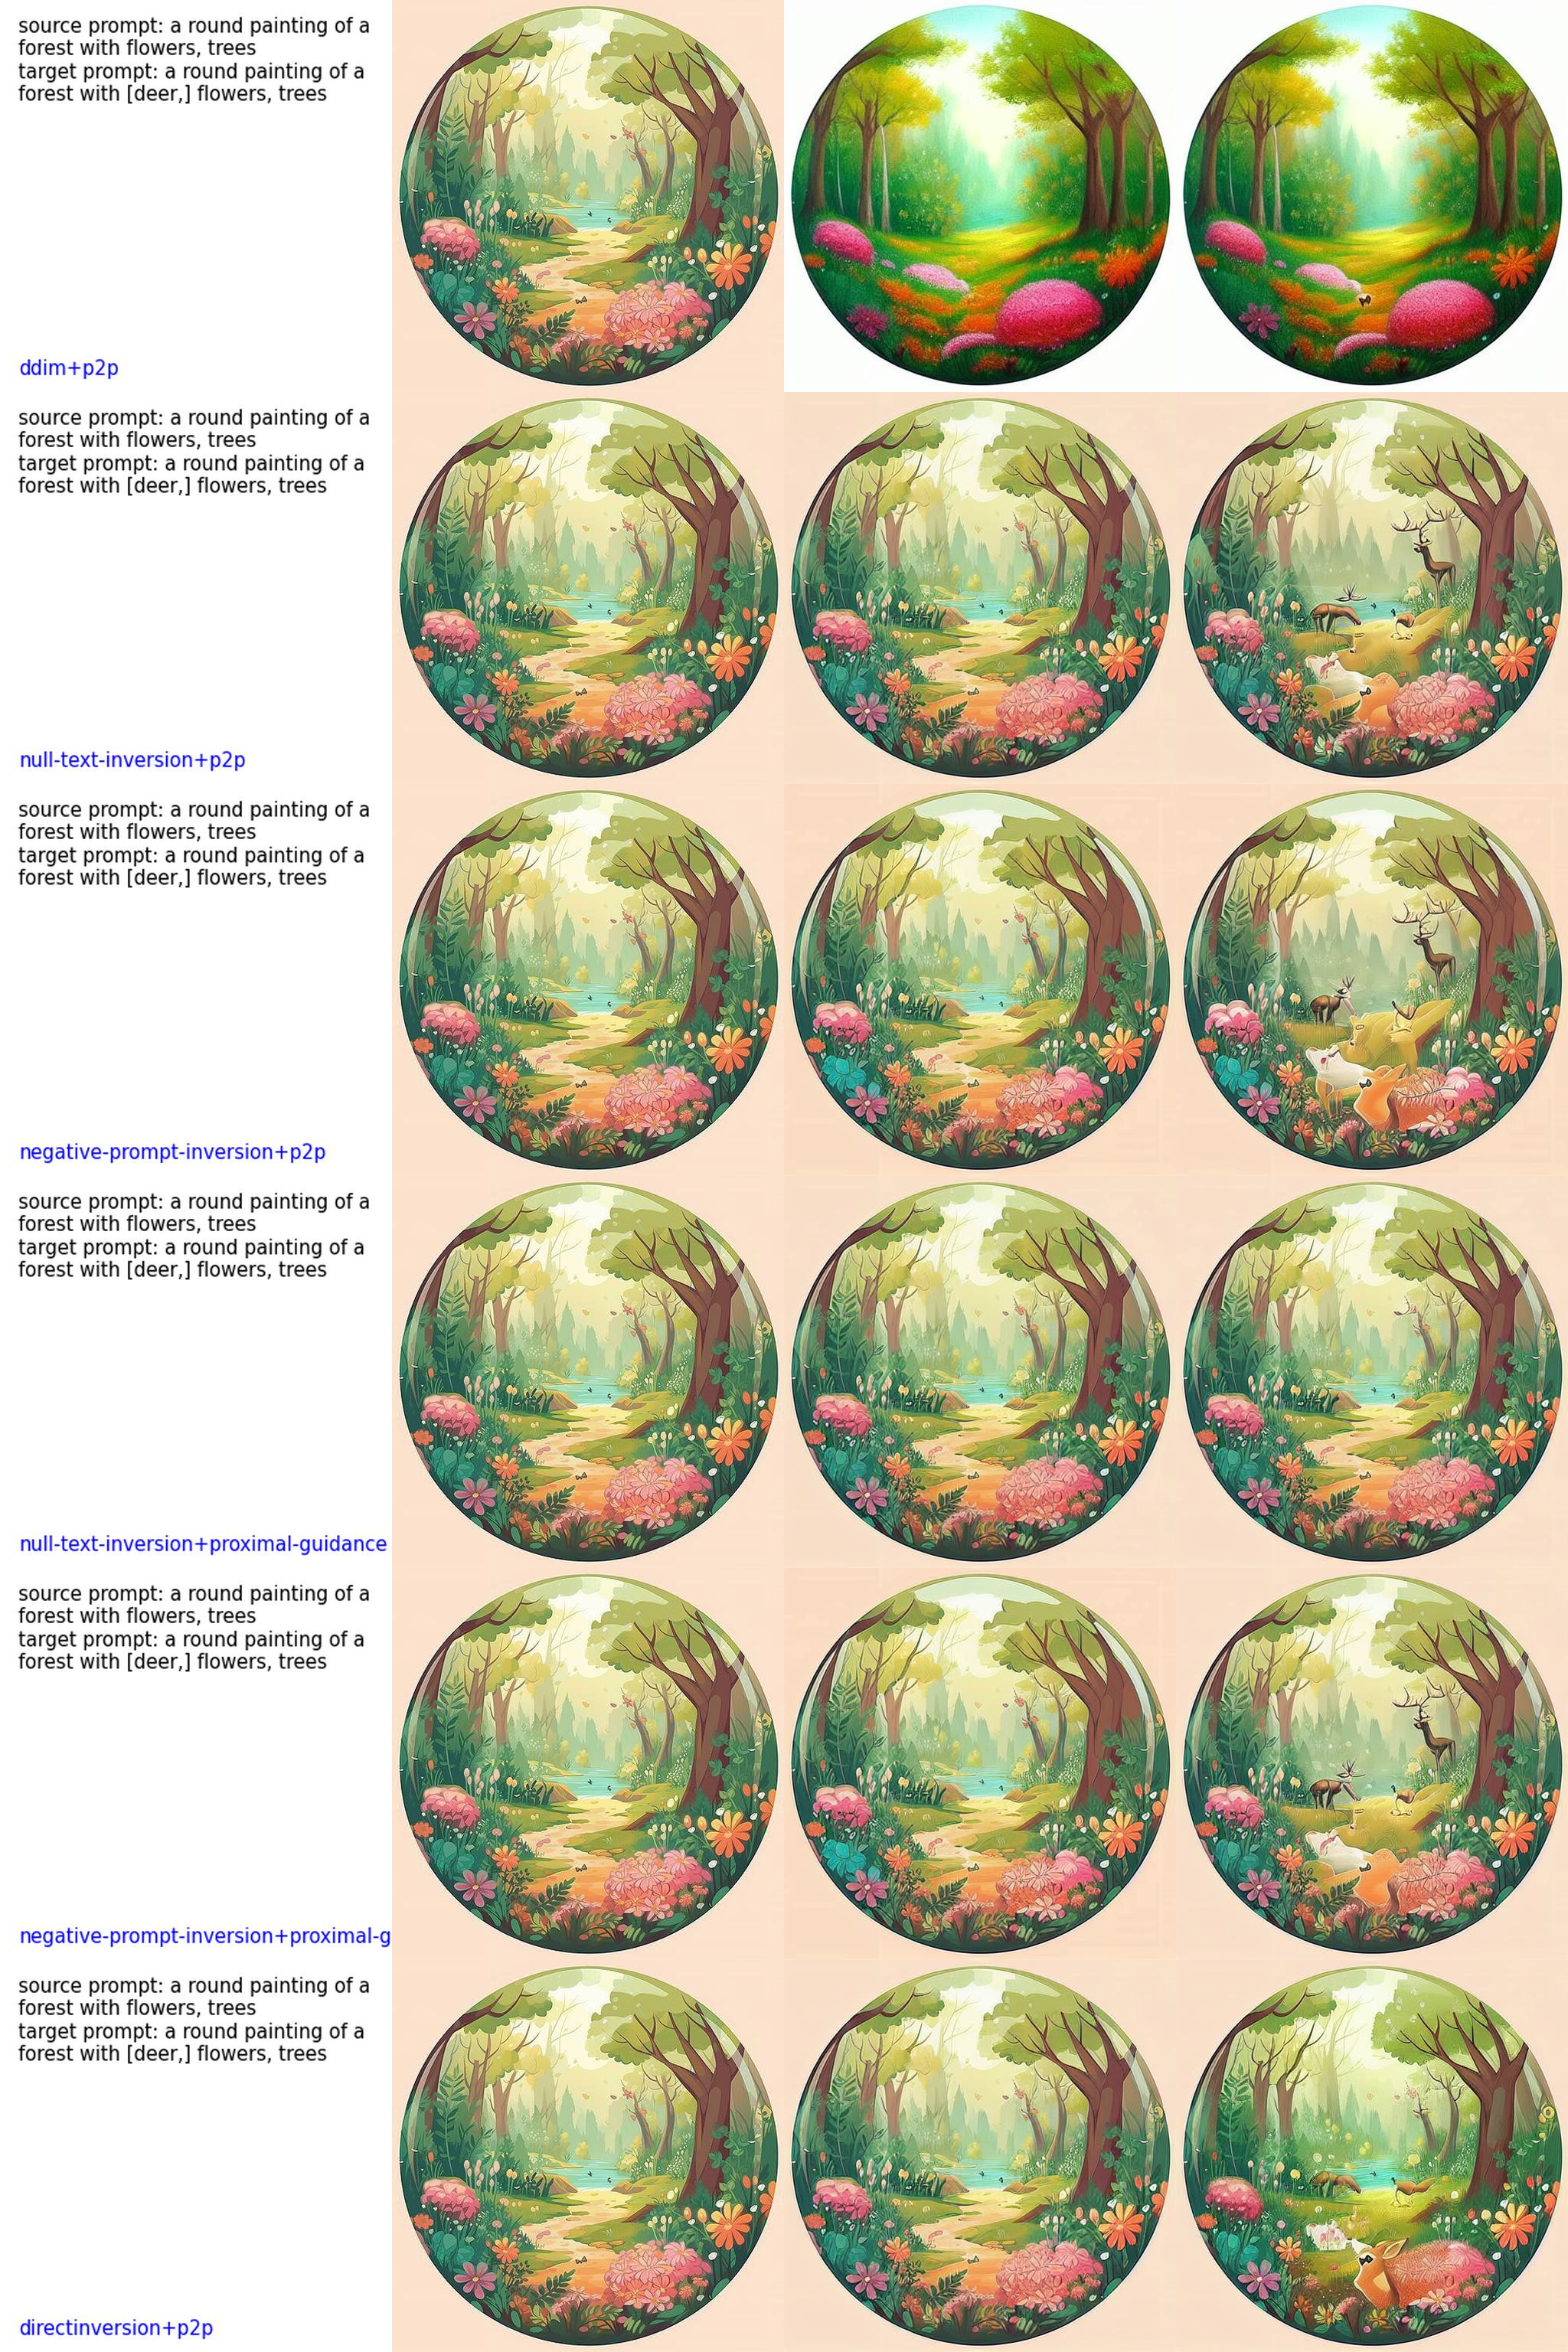 source prompt: a round painting of a
forest with flowers, trees
target prompt: a round painting of a
forest with [deer,] flowers, trees
ddim+p2p
source prompt: a round painting of a
forest with flowers, trees
target prompt: a round painting of a
forest with [deer,] flowers, trees
null-text-inversion+p2p
source prompt: a round painting of a
forest with flowers, trees
target prompt: a round painting of a
forest with [deer,] flowers, trees
negative-prompt-inversion+p2p
source prompt: a round painting of a
forest with flowers, trees
target prompt: a round painting of a
forest with [deer,] flowers, trees
null-text-inversion+proximal-guidance
source prompt: a round painting of a
forest with flowers, trees
target prompt: a round painting of a
forest with [deer,] flowers, trees
negative-prompt-inversion+proximal-g
source prompt: a round painting of a
forest with flowers, trees
target prompt: a round painting of a
forest with [deer,] flowers, trees
directinversion+p2p